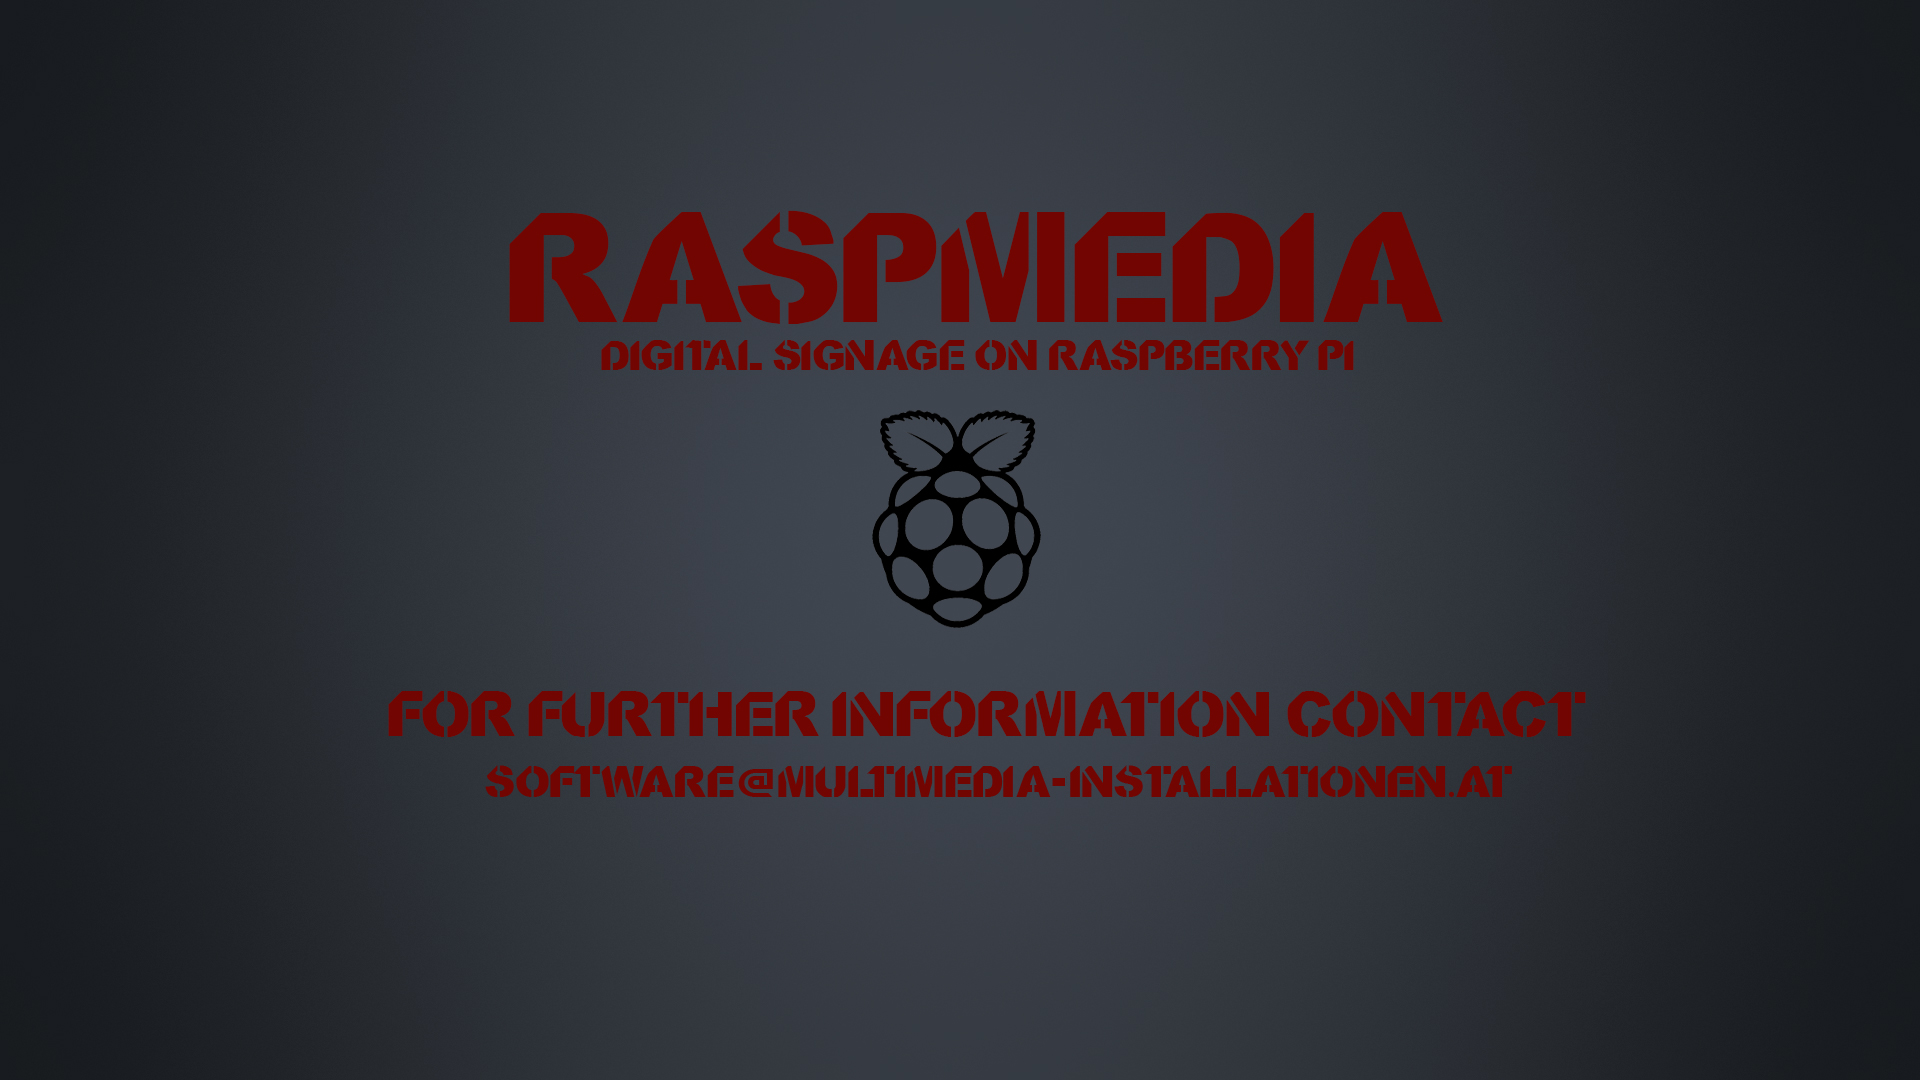 RASPMEDIA
DIGITAL SIGNAGE ON RASPBERRY PI
FOR FURTHER INFORMATION CONTACT
SOFTWARE@MULTIMEDIA-INSTALLATIONEN.AT